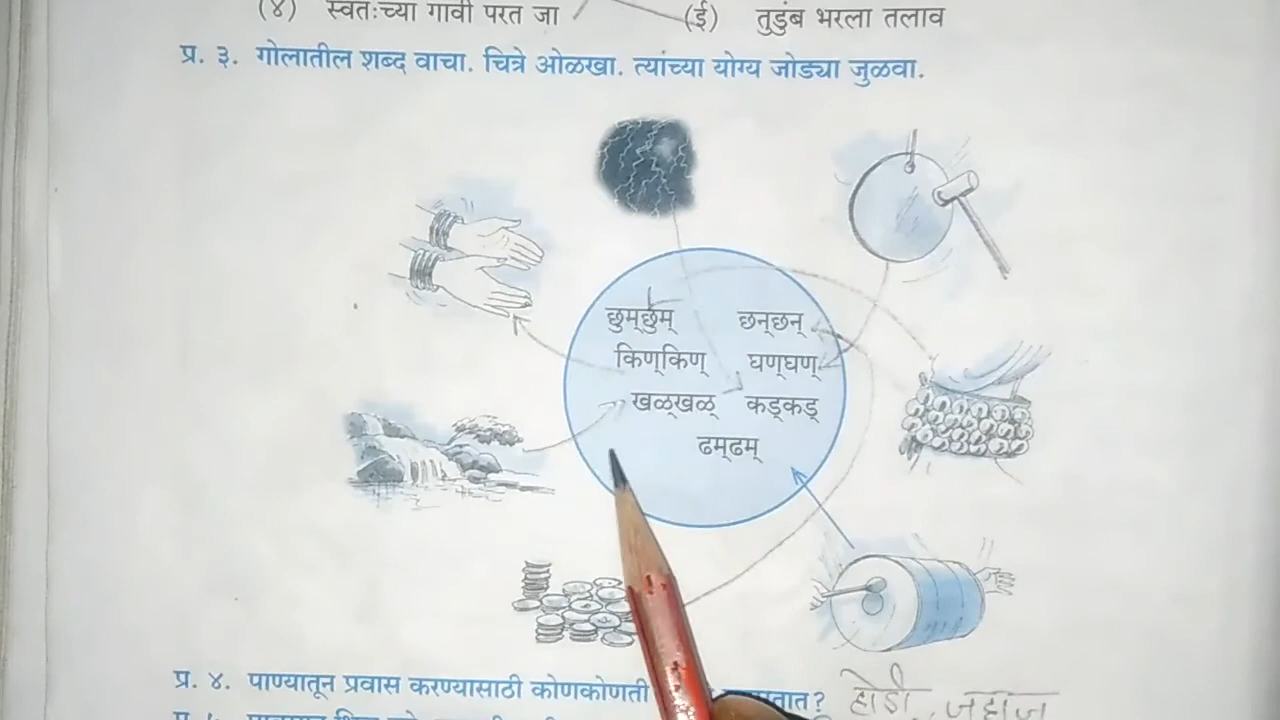 (४) स्वतःच्या गावी परत जा (ई) तुडुंब भरला तलाव
प्र. ३. गोलातील शब्द वाचा. चित्रे ओळखा. त्यांच्या योग्य जोड्या जुळवा.
छुम्छुम् छन्छन्
किण्किण् घण्घण्
खळ्खळ् कड्कड्
ढम्ढम्
प्र. ४. पाण्यातून प्रवास करण्यासाठी कोणकोणती होडी, जहाज